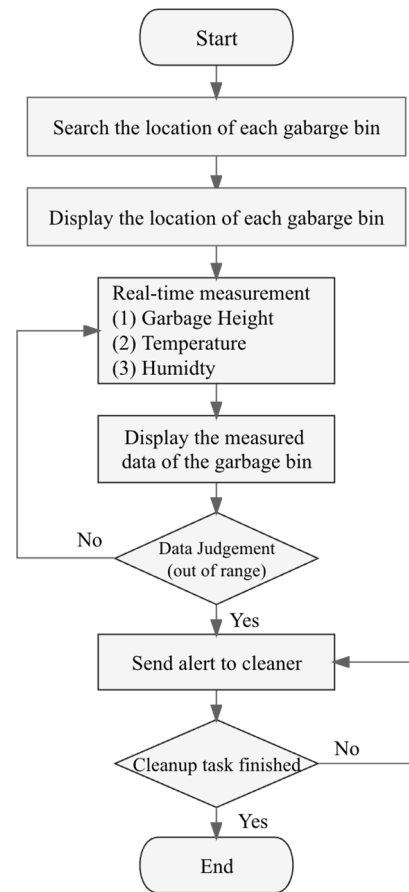 Start
Search the location of each gabarge bin
Display the location of each gabarge bin
Real-time measurement
(1) Garbage Height
(2) Temperature
(3) Humidty
Display the measured
data of the garbage bin
No
Data Judgement
(out of range)
Yes
Send alert to cleaner
Cleanup task finished
No
Yes
End